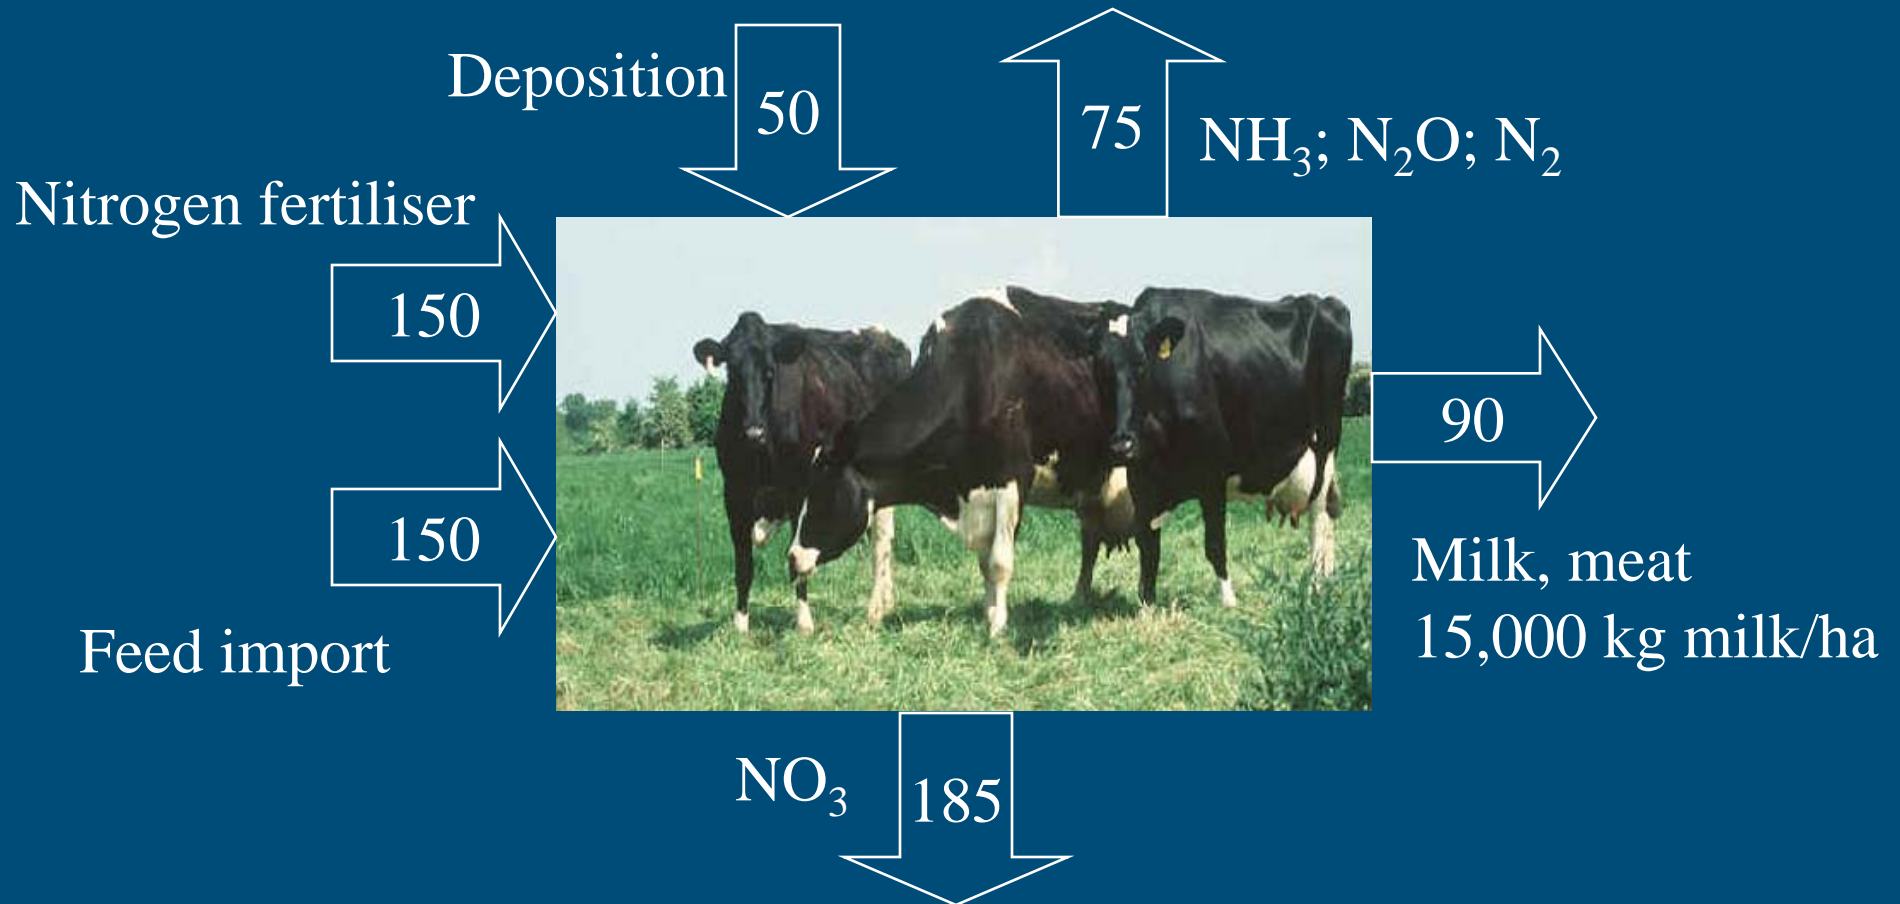 Deposition
50
75
NH₃; N₂O; N₂
Nitrogen fertiliser
150
90
150
Milk, meat
15,000 kg milk/ha
Feed import
NO₃
185